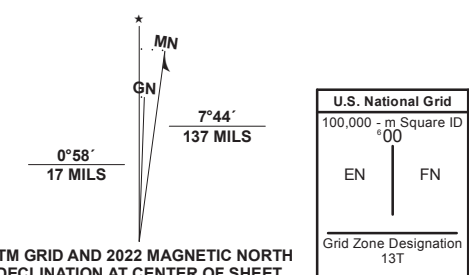 ★
MN
GN
7°44´
137 MILS
0°58´
17 MILS
TM GRID AND 2022 MAGNETIC NORTH
DECLINATION AT CENTER OF SHEET
U.S. National Grid
100,000 - m Square ID
⁶00
EN FN
Grid Zone Designation
13T